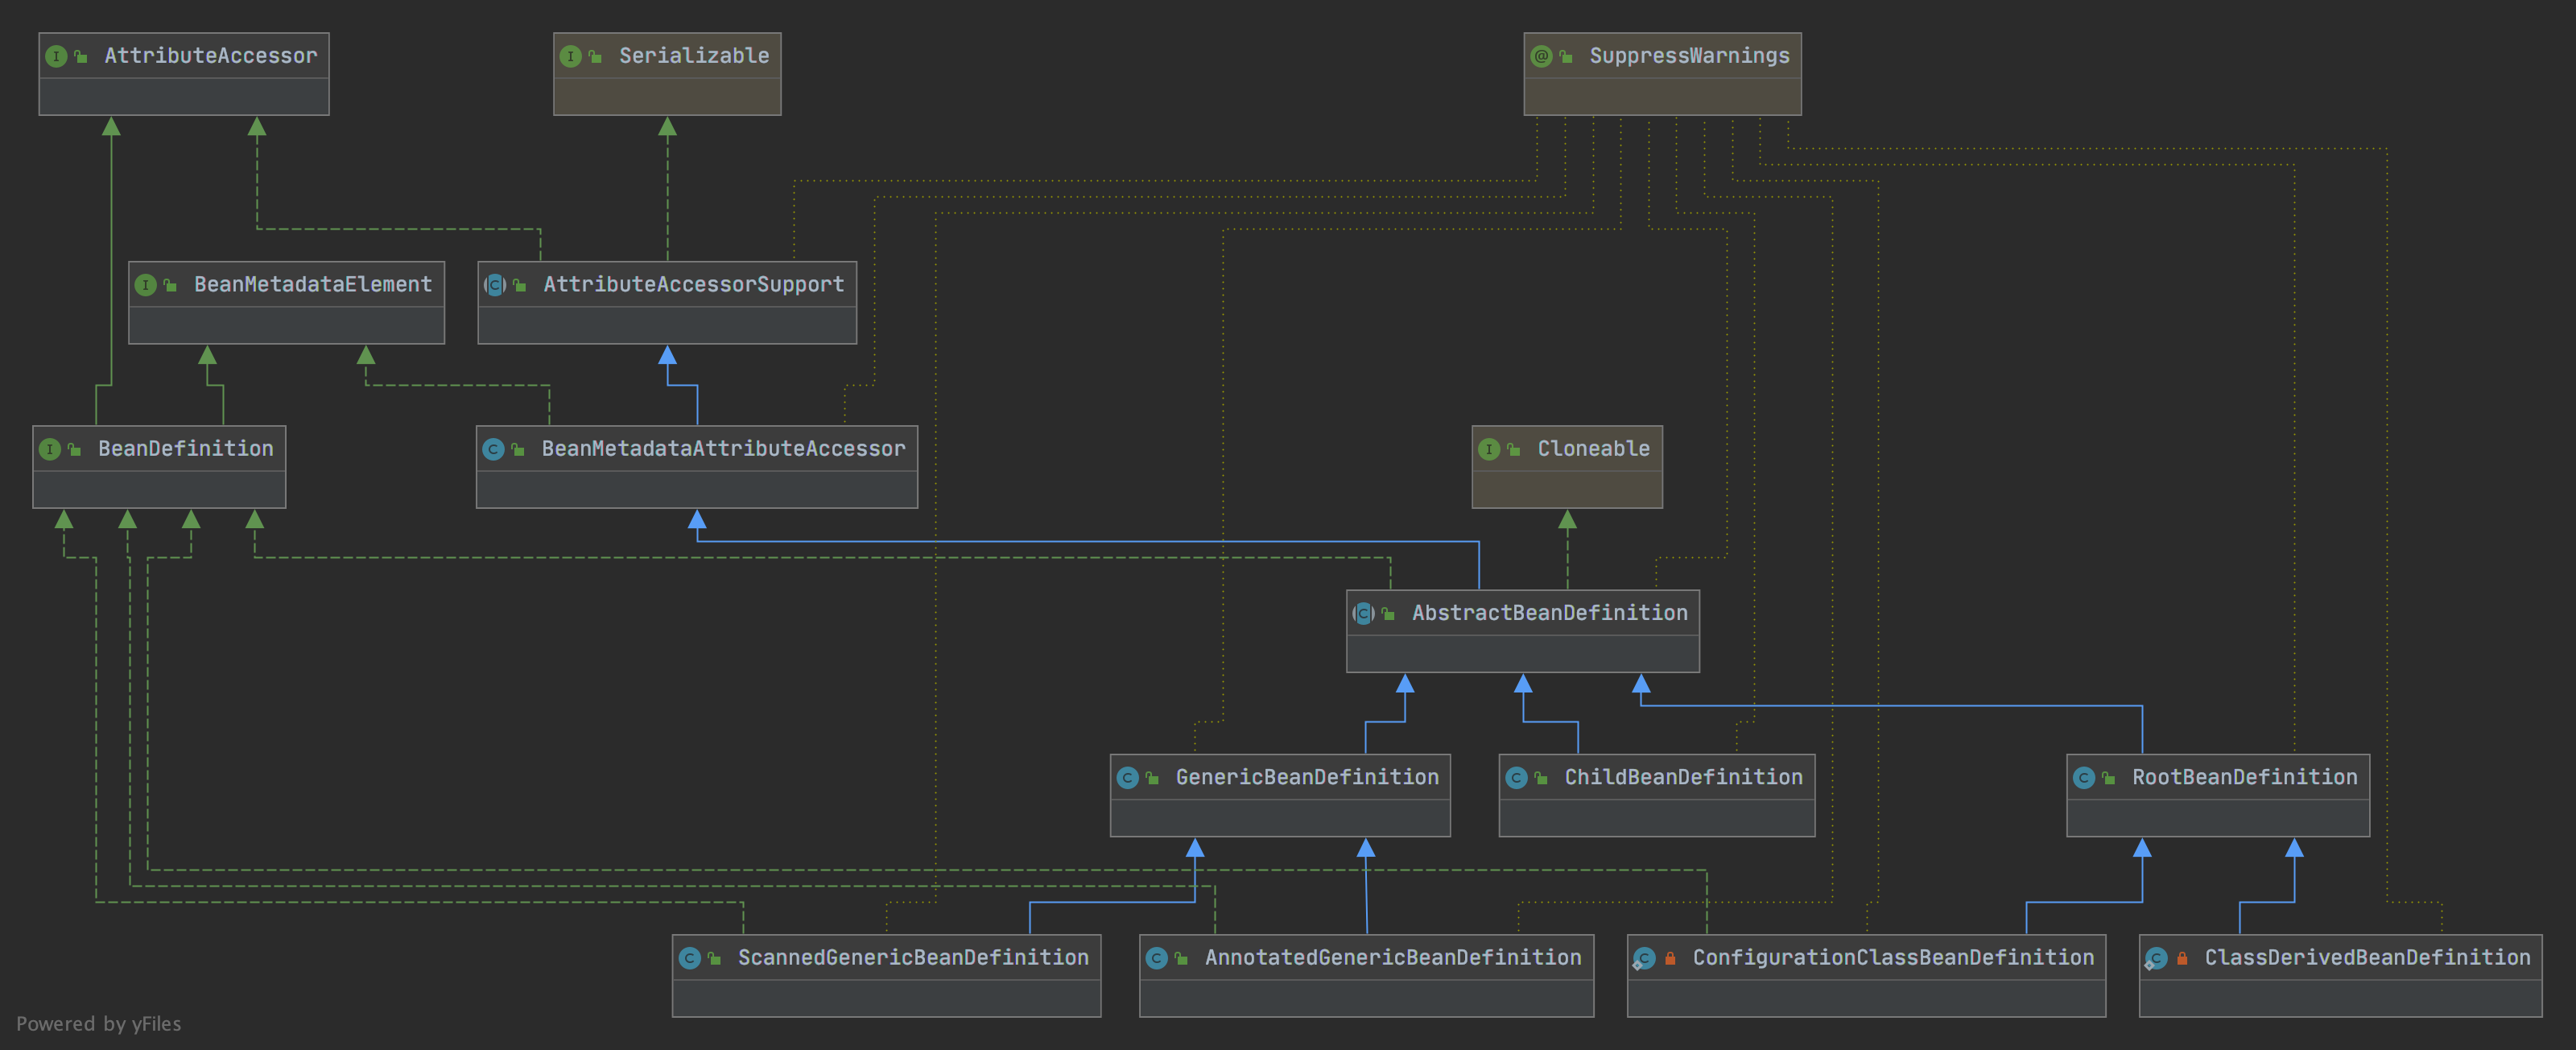 AttributeAccessor
Serializable
SuppressWarnings
BeanMetadataElement
AttributeAccessorSupport
BeanDefinition
BeanMetadataAttributeAccessor
Cloneable
AbstractBeanDefinition
GenericBeanDefinition
ChildBeanDefinition
RootBeanDefinition
ScannedGenericBeanDefinition
AnnotatedGenericBeanDefinition
ConfigurationClassBeanDefinition
ClassDerivedBeanDefinition
Powered by yFiles